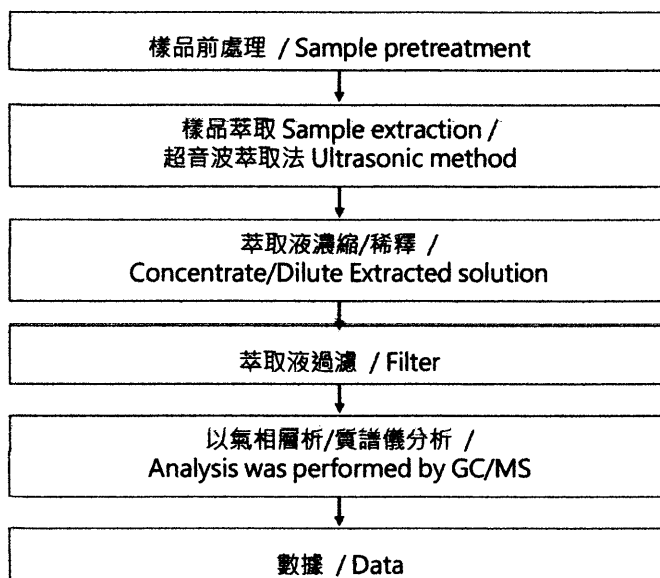 樣品前處理 / Sample pretreatment
樣品萃取 Sample extraction /
超音波萃取法 Ultrasonic method
萃取液濃縮/稀釋 /
Concentrate/Dilute Extracted solution
萃取液過濾 / Filter
以氣相層析/質譜儀分析 /
Analysis was performed by GC/MS
數據 / Data